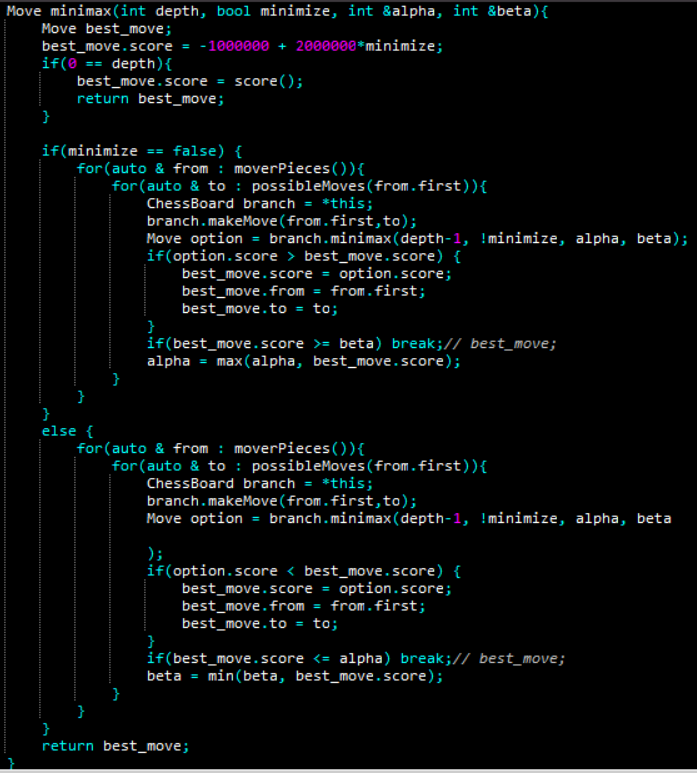 Move minimax(int depth, bool minimize, int &alpha, int &beta){
    Move best_move;
    best_move.score = -1000000 + 2000000*minimize;
    if(0 == depth){
        best_move.score = score();
        return best_move;
    }

    if(minimize == false) {
        for(auto & from : moverPieces()){
            for(auto & to : possibleMoves(from.first)){
                ChessBoard branch = *this;
                branch.makeMove(from.first,to);
                Move option = branch.minimax(depth-1, !minimize, alpha, beta);
                if(option.score > best_move.score) {
                    best_move.score = option.score;
                    best_move.from = from.first;
                    best_move.to = to;
                }
                if(best_move.score >= beta) break;// best_move;
                alpha = max(alpha, best_move.score);
            }
        }
    }
    else {
        for(auto & from : moverPieces()){
            for(auto & to : possibleMoves(from.first)){
                ChessBoard branch = *this;
                branch.makeMove(from.first,to);
                Move option = branch.minimax(depth-1, !minimize, alpha, beta

                );
                if(option.score < best_move.score) {
                    best_move.score = option.score;
                    best_move.from = from.first;
                    best_move.to = to;
                }
                if(best_move.score <= alpha) break;// best_move;
                beta = min(beta, best_move.score);
            }
        }
    }
    return best_move;
}